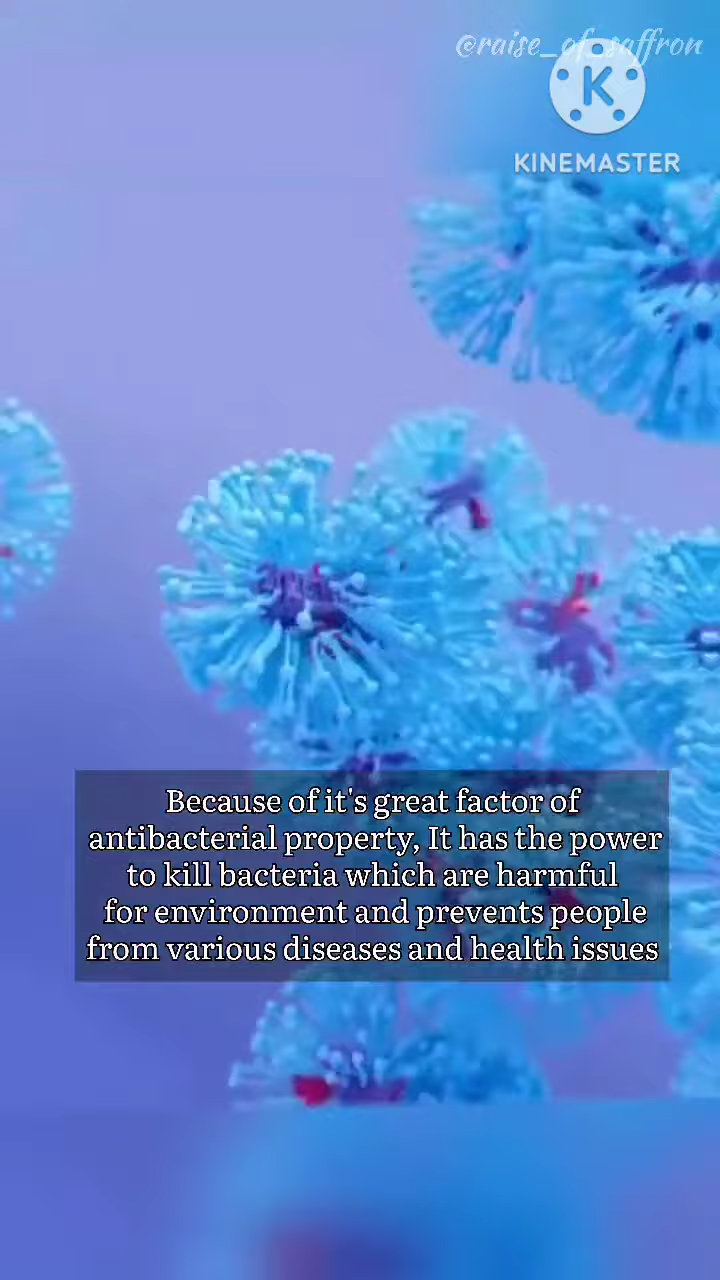 @raise_of_saffron
K
KINEMASTER
Because of it's great factor of
antibacterial property, It has the power
to kill bacteria which are harmful
for environment and prevents people
from various diseases and health issues